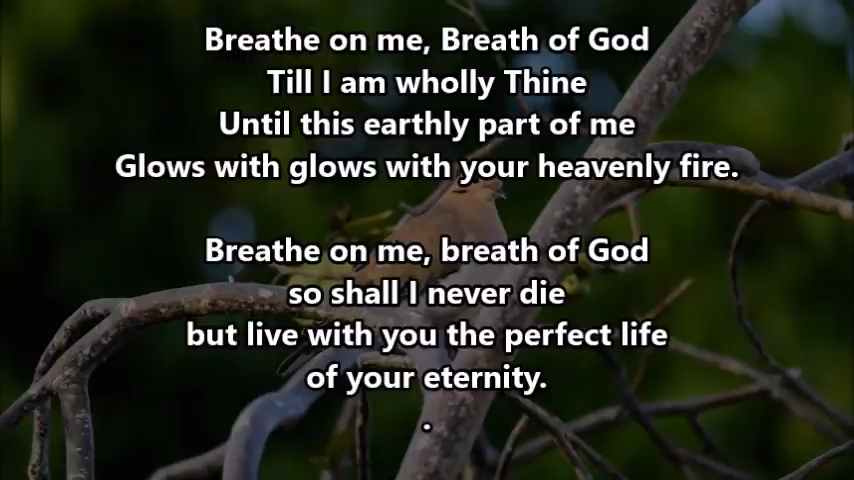 Breathe on me, Breath of God
Till I am wholly Thine
Until this earthly part of me
Glows with glows with your heavenly fire.
Breathe on me, breath of God
so shall I never die
but live with you the perfect life
of your eternity.
.